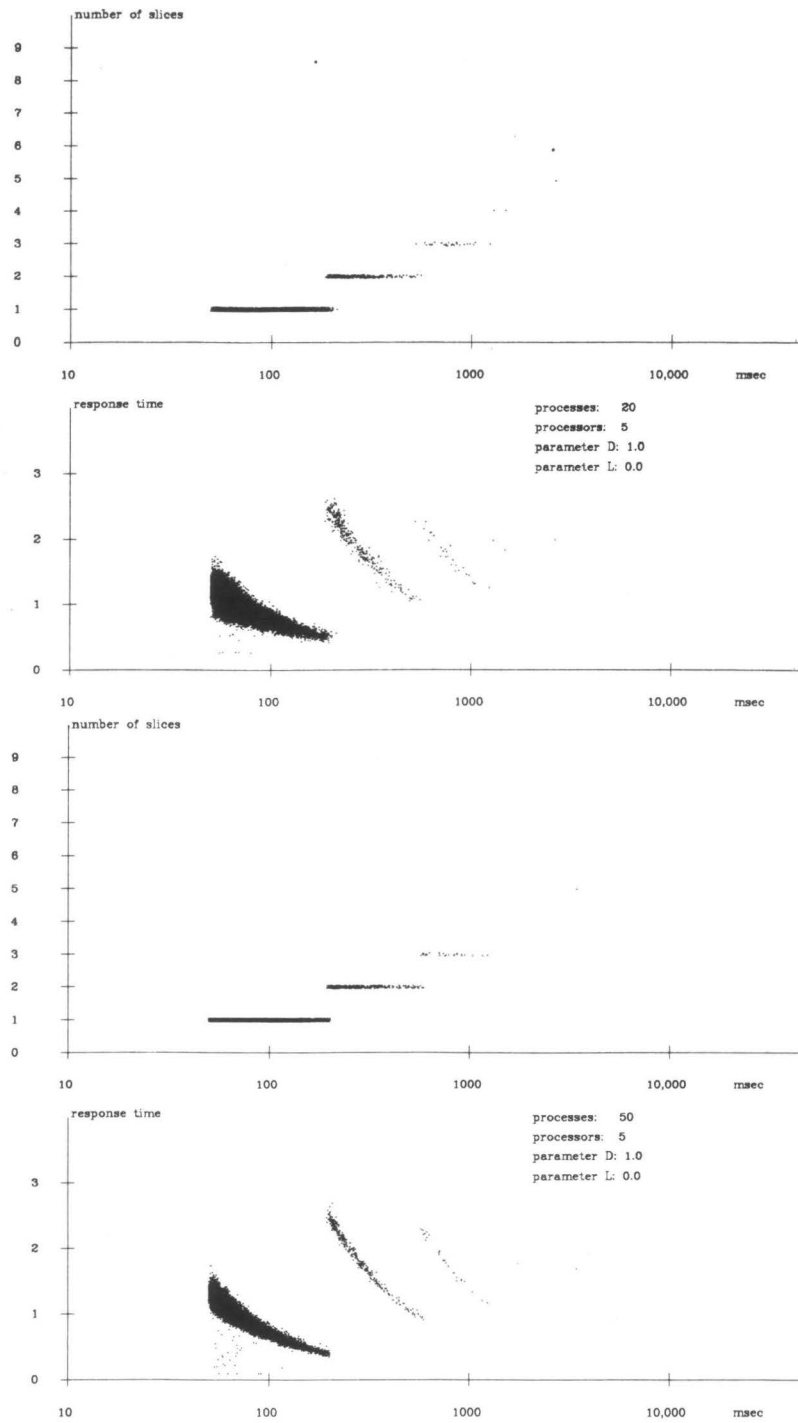 number of slices
9
8
7
6
5
4
3
2
1
0
10 100 1000 10,000 msec
response time
processes: 20
processors: 5
parameter D: 1.0
parameter L: 0.0
3
2
1
0
10 100 1000 10,000 msec
number of slices
9
8
7
6
5
4
3
2
1
0
10 100 1000 10,000 msec
response time
processes: 50
processors: 5
parameter D: 1.0
parameter L: 0.0
3
2
1
0
10 100 1000 10,000 msec